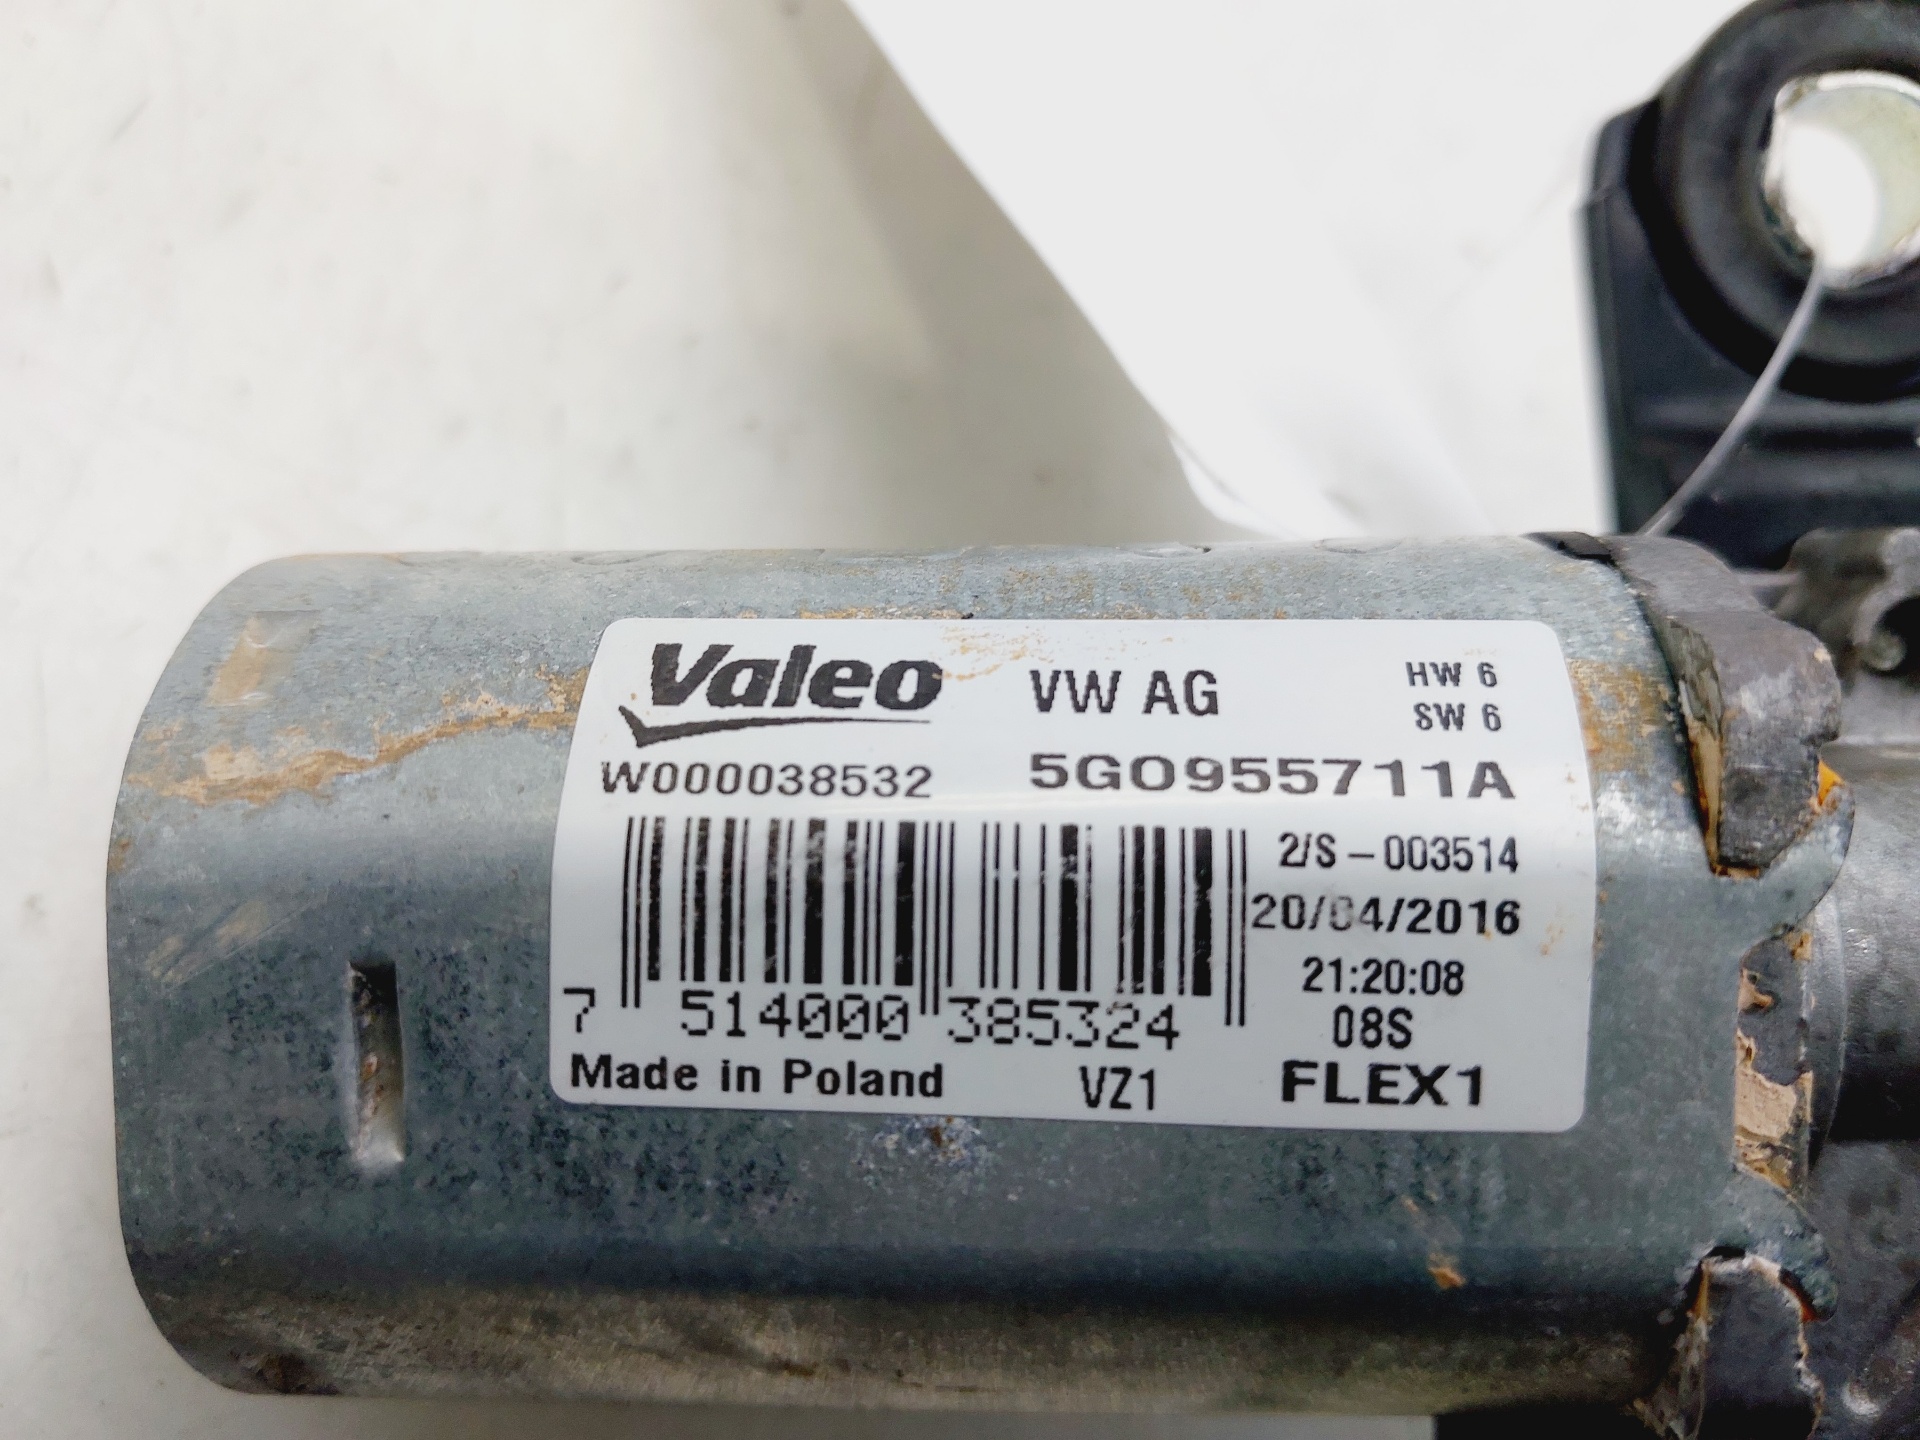 Valeo VW AG HW 6
SW 6
W000038532 5G0955711A
2/S - 003514
20/04/2016
21:20:08
7 514000 385324 08S
Made in Poland VZ1 FLEX1